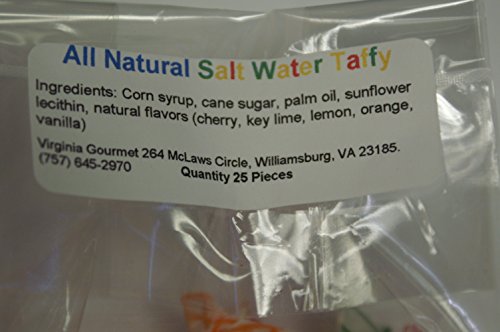 All Natural Salt Water Taffy
Ingredients: Corn syrup, cane sugar, palm oil, sunflower
lecithin, natural flavors (cherry, key lime, lemon, orange,
vanilla)
Virginia Gourmet 264 McLaws Circle, Williamsburg, VA 23185.
(757) 645-2970 Quantity 25 Pieces